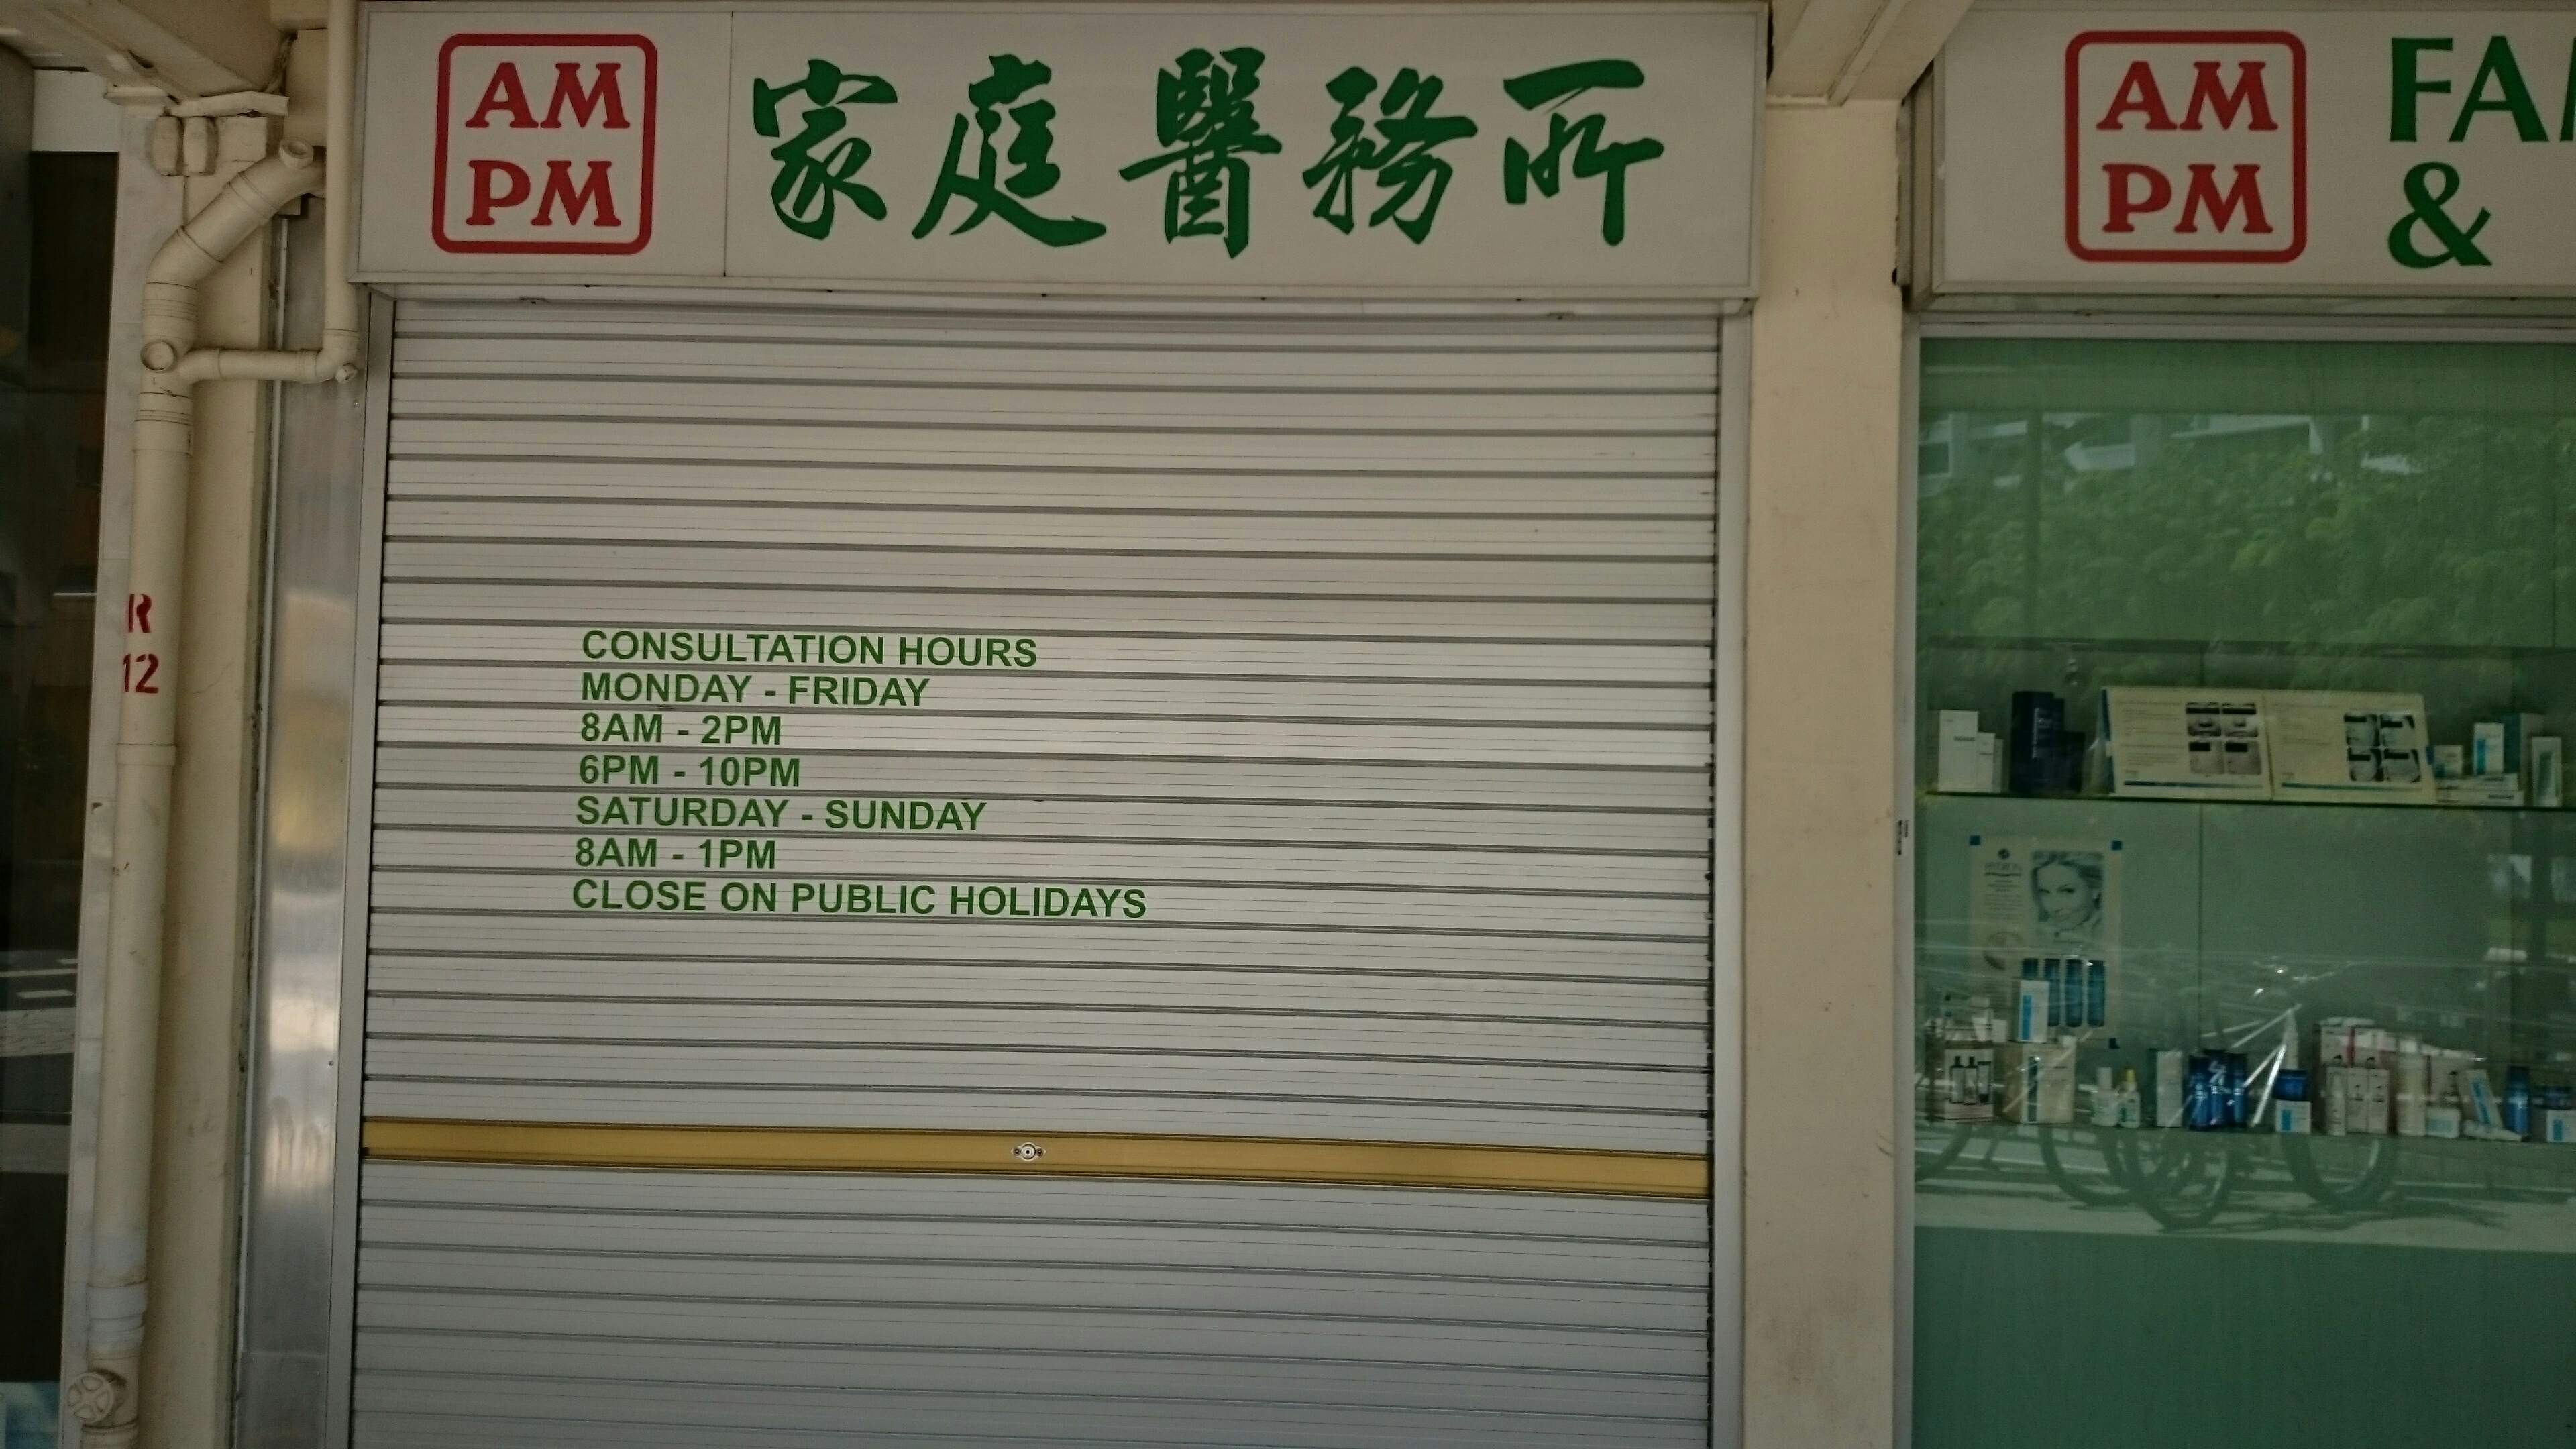 AM
PM
家庭醫務所
AM
PM
&
R
12
CONSULTATION HOURS
MONDAY - FRIDAY
8AM - 2PM
6PM - 10PM
SATURDAY - SUNDAY
8AM - 1PM
CLOSE ON PUBLIC HOLIDAYS